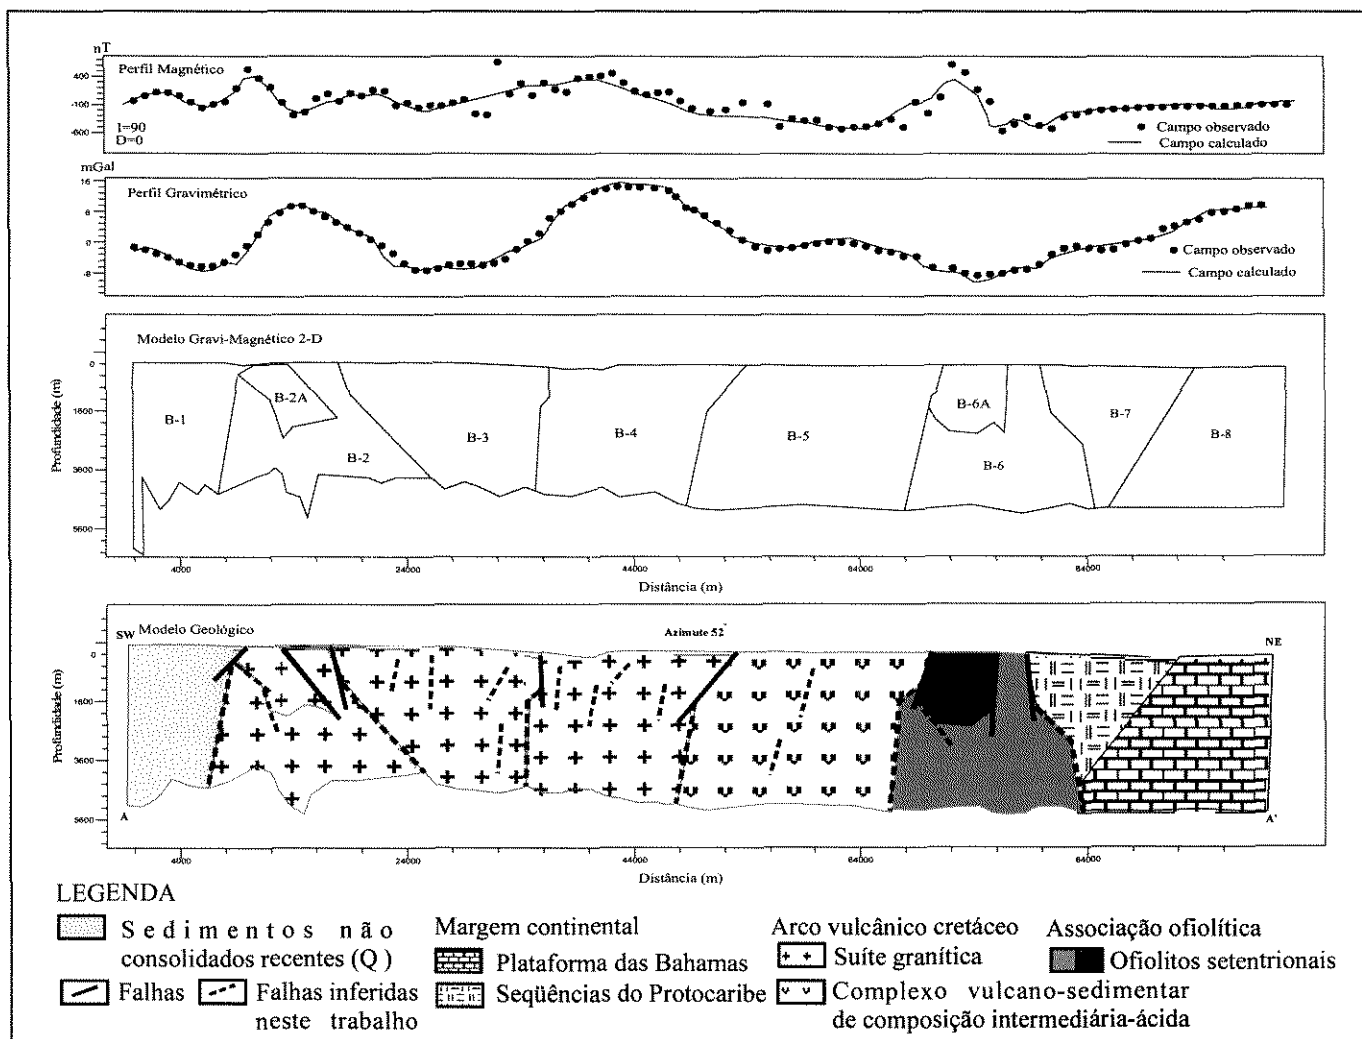 nT
Perfil Magnético
400
-100
-600
I=90
D=0
Campo observado
Campo calculado
mGal
Perfil Gravimétrico
16
8
0
-8
Campo observado
Campo calculado
Modelo Gravi-Magnético 2-D
Profundidade (m)
0
1600
3600
5600
B-1
B-2A
B-2
B-3
B-4
B-5
B-6A
B-6
B-7
B-8
4000
24000
44000
64000
84000
Distância (m)
SW
Modelo Geológico
Azimute 52°
NE
Profundidade (m)
0
1600
3600
5600
A
A'
4000
24000
44000
64000
84000
Distância (m)
LEGENDA
Sedimentos não
consolidados recentes (Q )
Falhas
Falhas inferidas
neste trabalho
Margem continental
Plataforma das Bahamas
Seqüências do Protocaribe
Arco vulcânico cretáceo
Suíte granítica
Complexo vulcano-sedimentar
de composição intermediária-ácida
Associação ofiolítica
Ofiolitos setentrionais